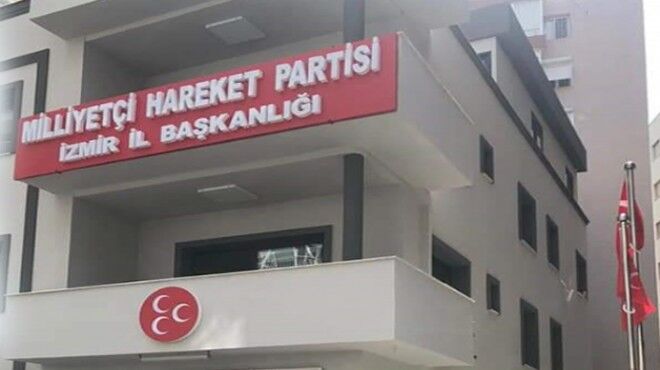 MİLLİYETÇİ HAREKET PARTİSİ
İZMİR İL BAŞKANLIĞI